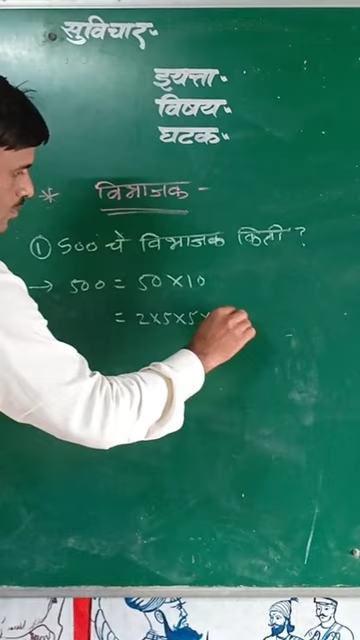 सुविचार:
इयत्ता:
विषय:
घटक:
* विभाजक -
① 500 चे विभाजक किती ?
→ 500 = 50×10
= 2×5×5×